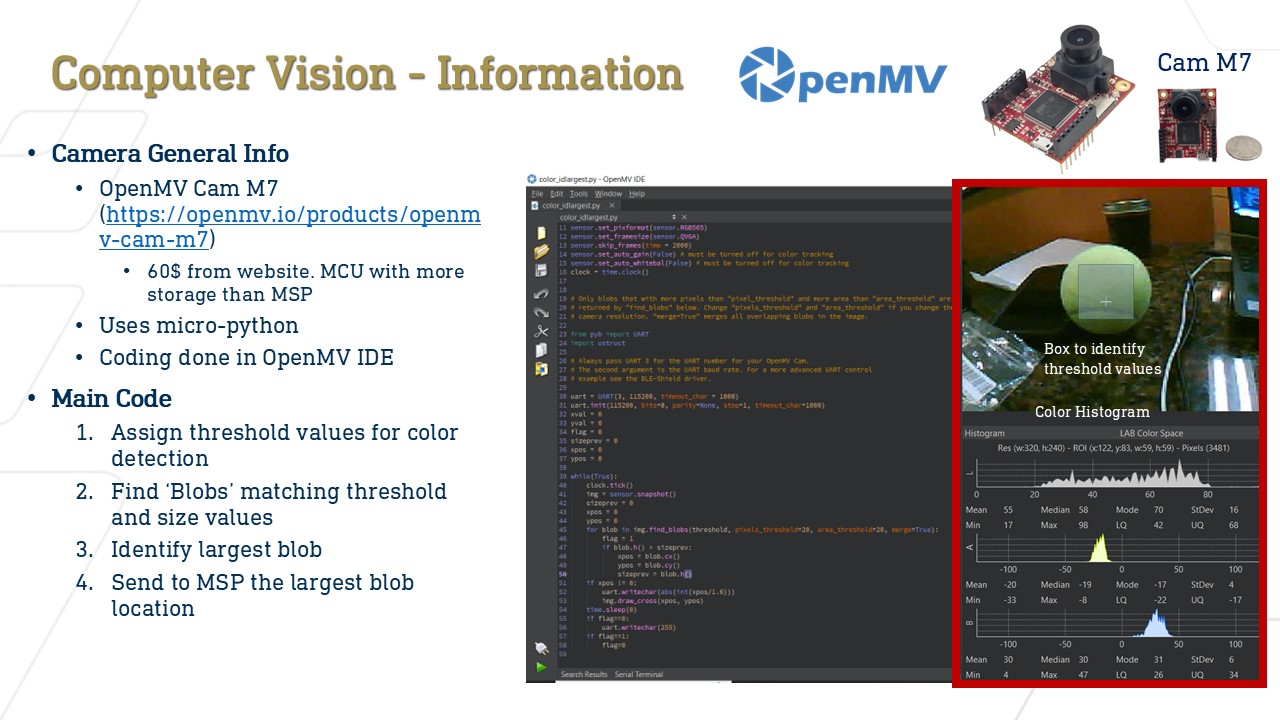 Computer Vision - Information
OpenMV
Cam M7
• Camera General Info
• OpenMV Cam M7
(https://openmv.io/products/openm
v-cam-m7)
• 60$ from website. MCU with more
storage than MSP
• Uses micro-python
• Coding done in OpenMV IDE
• Main Code
1. Assign threshold values for color
detection
2. Find ‘Blobs’ matching threshold
and size values
3. Identify largest blob
4. Send to MSP the largest blob
location
color_idlargest.py - OpenMV IDE
File Edit Tools Window Help
color_idlargest.py
color_idlargest.py
11 sensor.set_pixformat(sensor.RGB565)
12 sensor.set_framesize(sensor.QVGA)
13 sensor.skip_frames(time = 2000)
14 sensor.set_auto_gain(False) # must be turned off for color tracking
15 sensor.set_auto_whitebal(False) # must be turned off for color tracking
16 clock = time.clock()
17
18
19 # Only blobs that with more pixels than "pixel_threshold" and more area than "area_threshold" are
20 # returned by "find_blobs" below. Change "pixels_threshold" and "area_threshold" if you change the
21 # camera resolution. "merge=True" merges all overlapping blobs in the image.
22
23 from pyb import UART
24 import ustruct
25
26 # Always pass UART 3 for the UART number for your OpenMV Cam.
27 # The second argument is the UART baud rate. For a more advanced UART control
28 # example see the BLE-Shield driver.
29
30 uart = UART(3, 115200, timeout_char = 1000)
31 uart.init(115200, bits=8, parity=None, stop=1, timeout_char=1000)
32 xval = 0
33 yval = 0
34 flag = 0
35 sizeprev = 0
36 xpos = 0
37 ypos = 0
38
39 while(True):
40 clock.tick()
41 img = sensor.snapshot()
42 sizeprev = 0
43 xpos = 0
44 ypos = 0
45 for blob in img.find_blobs(threshold, pixels_threshold=20, area_threshold=20, merge=True):
46 flag = 1
47 if blob.h() > sizeprev:
48 xpos = blob.cx()
49 ypos = blob.cy()
50 sizeprev = blob.h()
51 if xpos != 0:
52 uart.writechar(abs(int(xpos/1.6)))
53 img.draw_cross(xpos, ypos)
54 time.sleep(0)
55 if flag==0:
56 uart.writechar(255)
57 if flag==1:
58 flag=0
59
Search Results Serial Terminal
Box to identify
threshold values
Color Histogram
Histogram LAB Color Space
Res (w:320, h:240) - ROI (x:122, y:83, w:59, h:59) - Pixels (3481)
L
0 20 40 60 80
Mean 55 Median 58 Mode 70 StDev 16
Min 17 Max 98 LQ 42 UQ 68
A
-100 -50 0 50 100
Mean -20 Median -19 Mode -17 StDev 4
Min -33 Max -8 LQ -22 UQ -17
B
-100 -50 0 50 100
Mean 30 Median 30 Mode 31 StDev 6
Min 4 Max 47 LQ 26 UQ 34